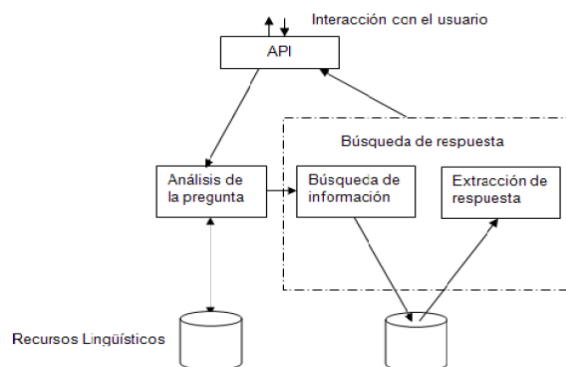 Interacción con el usuario
API
Búsqueda de respuesta
Análisis de
la pregunta
Búsqueda de
información
Extracción de
respuesta
Recursos Lingüísticos